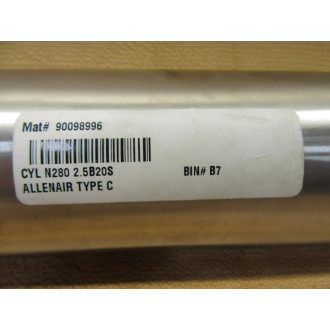 Mat# 90098996
CYL N280 2.5B20S BIN# B7
ALLENAIR TYPE C